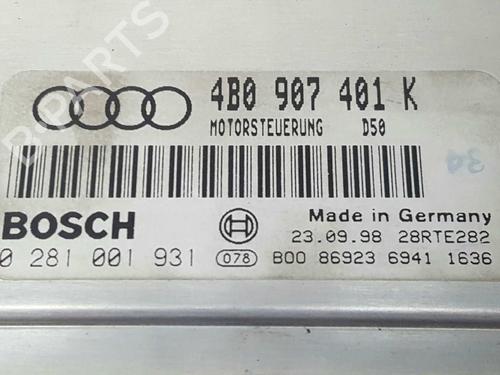 4B0 907 401 K
MOTORSTEUERUNG D50
BOSCH
Made in Germany
23.09.98 28RTE282
0 281 001 931 078 B00 86923 6941 1636
B-PARTS